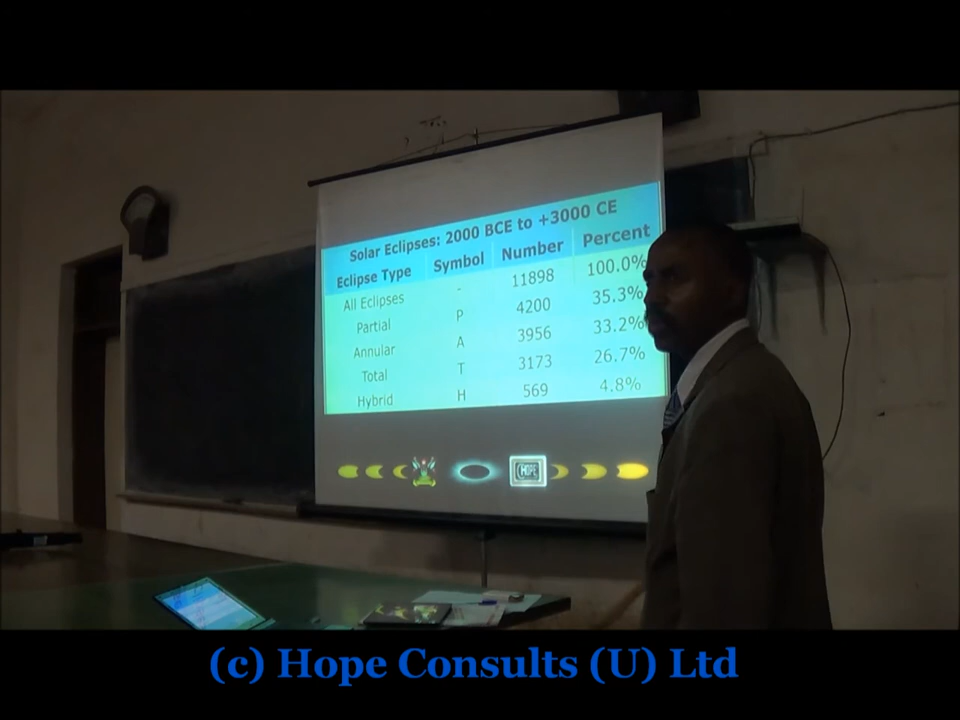 Solar Eclipses: 2000 BCE to +3000 CE
Eclipse Type Symbol Number Percent
All Eclipses - 11898 100.0%
Partial P 4200 35.3%
Annular A 3956 33.2%
Total T 3173 26.7%
Hybrid H 569 4.8%
HOPE
(c) Hope Consults (U) Ltd